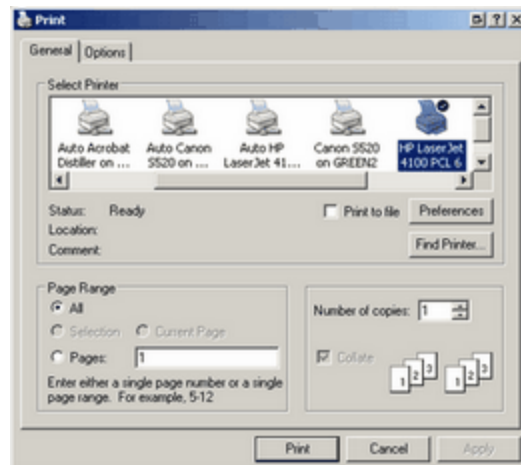 Print
General
Options
Select Printer
Auto Acrobat
Distiller on ...
Auto Canon
S520 on ...
Auto HP
LaserJet 41...
Canon S520
on GREEN2
HP LaserJet
4100 PCL 6
Status: Ready
Print to file
Preferences
Location:
Comment:
Find Printer...
Page Range
All
Selection
Current Page
Pages: 1
Enter either a single page number or a single
page range. For example, 5-12
Number of copies: 1
Collate
1 2 3 1 2 3
Print
Cancel
Apply